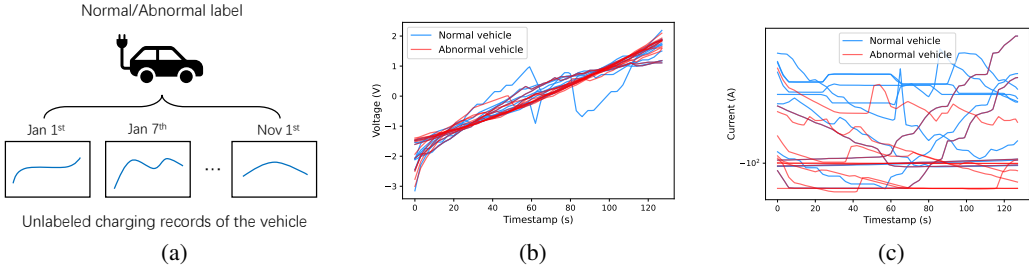 Normal/Abnormal label
Jan 1st
Jan 7th
Nov 1st
...
Unlabeled charging records of the vehicle
(a)
Normal vehicle
Abnormal vehicle
Voltage (V)
2
1
0
−1
−2
−3
0 20 40 60 80 100 120
Timestamp (s)
(b)
Normal vehicle
Abnormal vehicle
Current (A)
−10²
0 20 40 60 80 100 120
Timestamp (s)
(c)